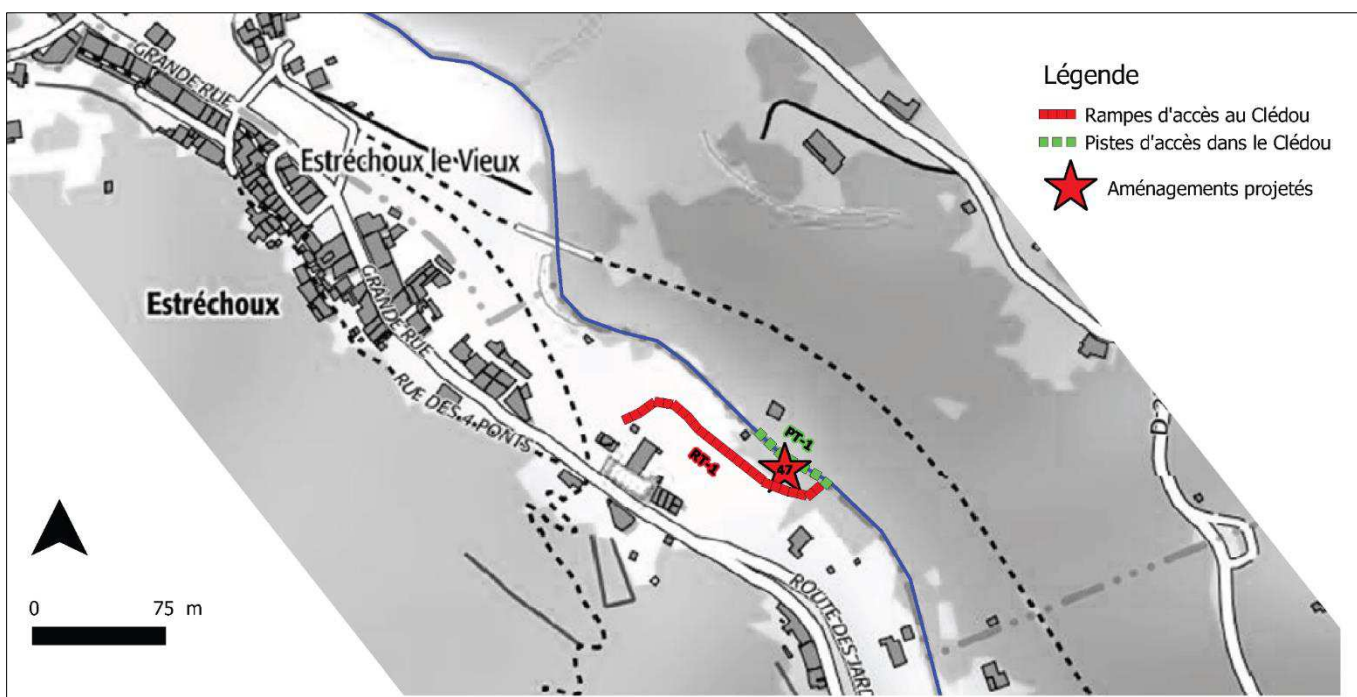 Légende
Rampes d'accès au Clédou
Pistes d'accès dans le Clédou
Aménagements projetés
GRANDE RUE
Estréchoux le Vieux
Estréchoux
GRANDE RUE
RUE DES 4 PONTS
PT-1
RT-1
47
ROUTE DES JARD
0 75 m